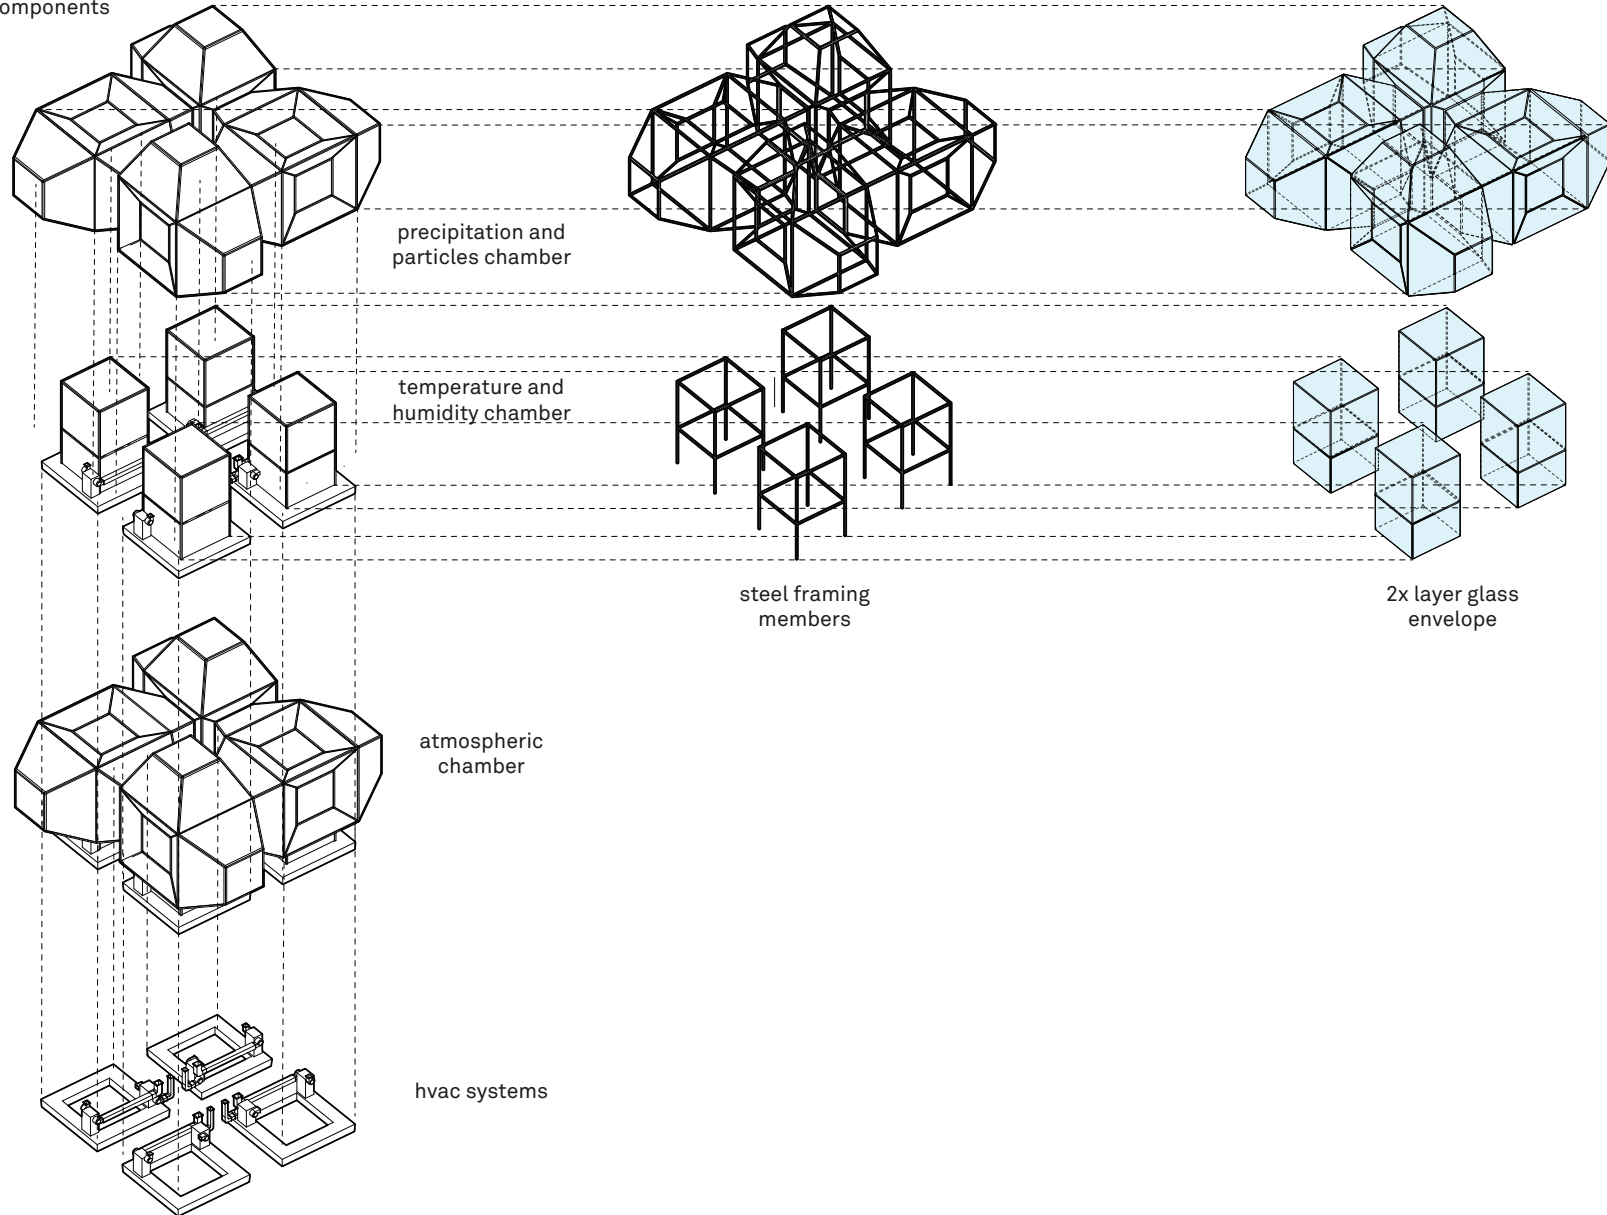 precipitation and
particles chamber
temperature and
humidity chamber
steel framing
members
2x layer glass
envelope
atmospheric
chamber
hvac systems